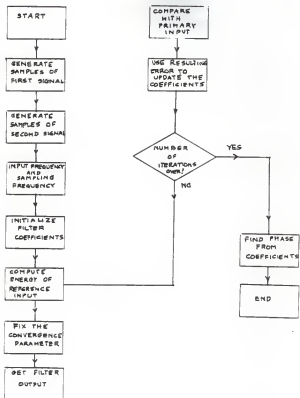 START
GENERATE
SAMPLES OF
FIRST SIGNAL
GENERATE
SAMPLES OF
SECOND SIGNAL
INPUT FREQUENCY
AND
SAMPLING
FREQUENCY
INITIALIZE
FILTER
COEFFICIENTS
COMPUTE
ENERGY OF
REFERENCE
INPUT
FIX THE
CONVERGENCE
PARAMETER
GET FILTER
OUTPUT
COMPARE
WITH
PRIMARY
INPUT
USE RESULTING
ERROR TO
UPDATE THE
COEFFICIENTS
NUMBER
OF
ITERATIONS
OVER?
YES
NO
FIND PHASE
FROM
COEFFICIENTS
END